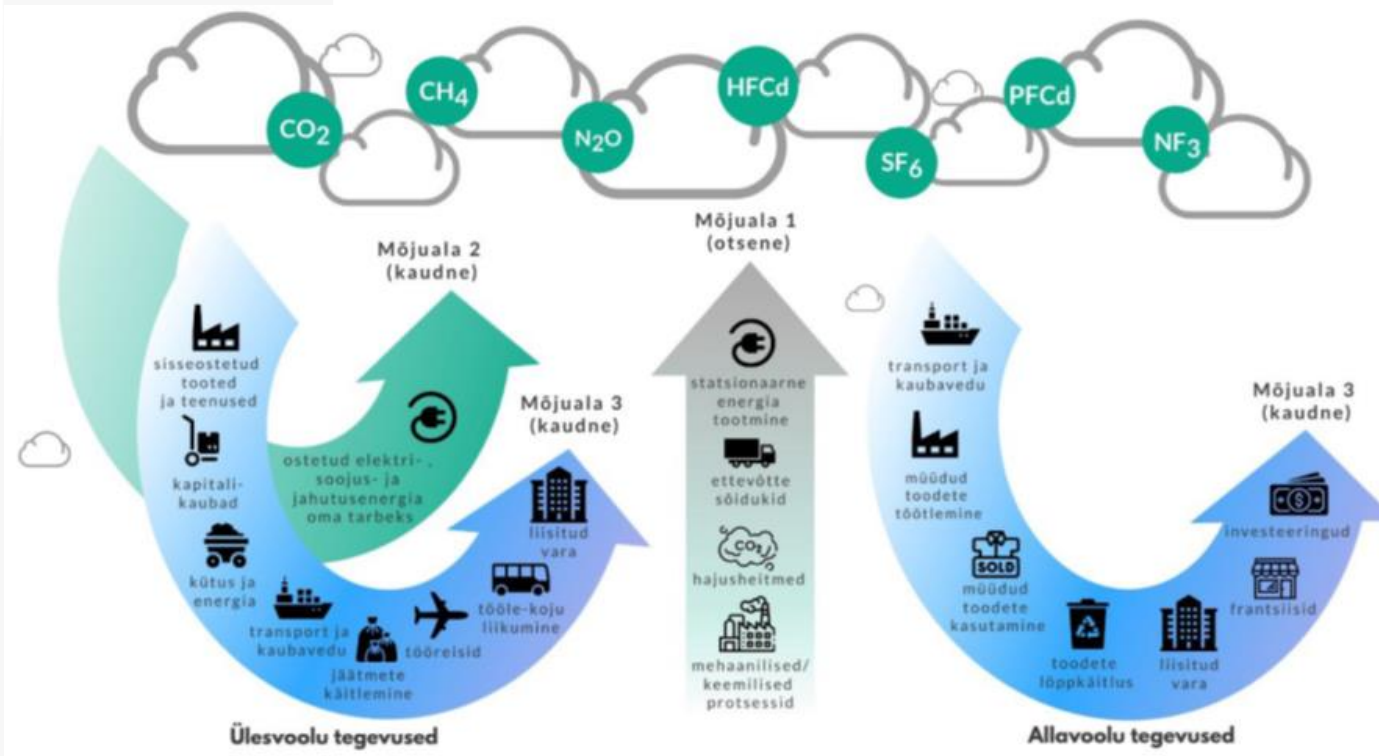 CO2
CH4
N2O
HFCd
SF6
PFCd
NF3
Mõjuala 2
(kaudne)
Mõjuala 1
(otsene)
sisseostetud
tooted
ja teenused
kapitali-
kaubad
kütus ja
energia
transport ja
kaubavedu
jäätmete
käitlemine
tööreisid
tööle-koju
liikumine
liisitud
vara
Mõjuala 3
(kaudne)
ostetud elektri- ,
soojus- ja
jahutusenergia
oma tarbeks
statsionaarne
energia
tootmine
ettevõtte
sõidukid
CO2
hajusheitmed
mehaanilised/
keemilised
protsessid
transport ja
kaubavedu
müüdud
toodete
töötlemine
SOLD
müüdud
toodete
kasutamine
toodete
lõppkäitlus
liisitud
vara
frantsiisid
$
investeeringud
Mõjuala 3
(kaudne)
Ülesvoolu tegevused
Allavoolu tegevused